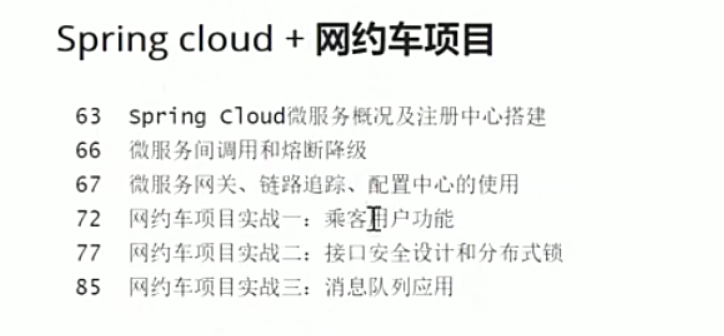 Spring cloud + 网约车项目
63 Spring Cloud微服务概况及注册中心搭建
66 微服务间调用和熔断降级
67 微服务网关、链路追踪、配置中心的使用
72 网约车项目实战一：乘客用户功能
77 网约车项目实战二：接口安全设计和分布式锁
85 网约车项目实战三：消息队列应用